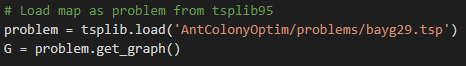 # Load map as problem from tsplib95
problem = tsplib.load('AntColonyOptim/problems/bayg29.tsp')
G = problem.get_graph()